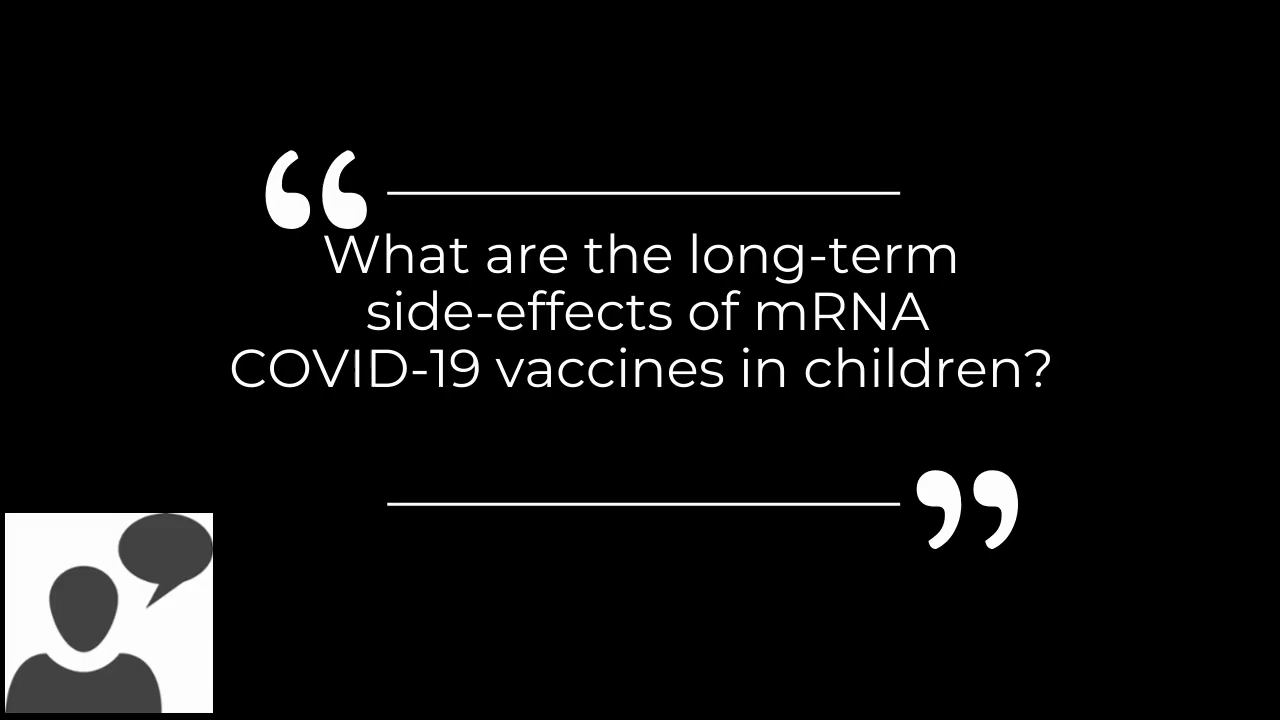 “
What are the long-term
side-effects of mRNA
COVID-19 vaccines in children?
”